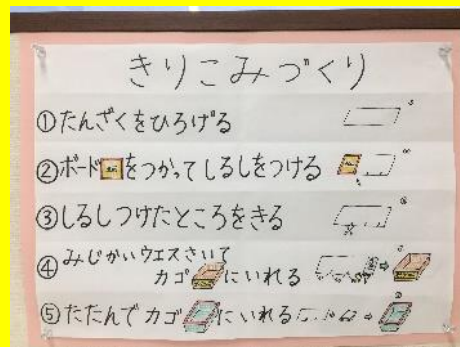 きりこみづくり
①たんざくをひろげる
②ボードをつかってしるしをつける
③しるしつけたところをきる
④みじかいウエスさいて
カゴにいれる
⑤たたんでカゴにいれる